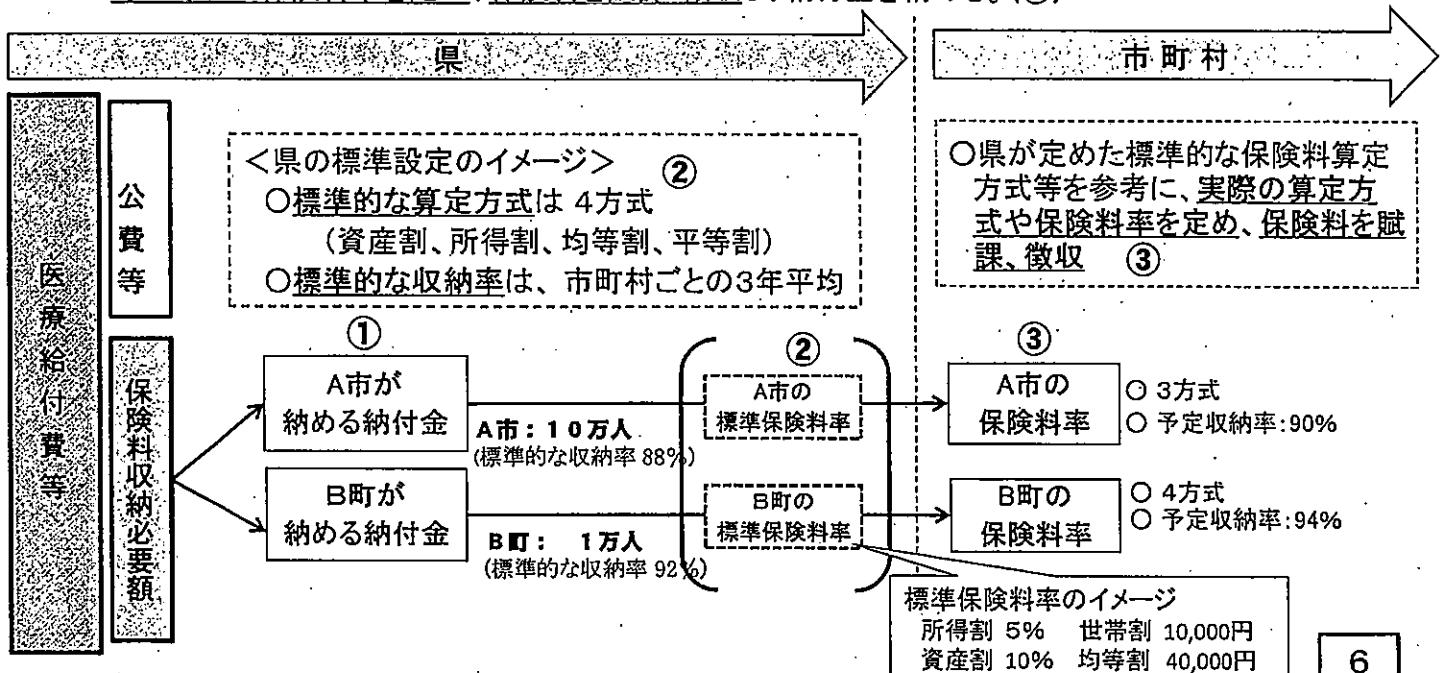 県
市町村
医療給付費等
公費等
保険料収納必要額
<県の標準設定のイメージ> ②
○標準的な算定方式は 4方式
(資産割、所得割、均等割、平等割)
○標準的な収納率は、市町村ごとの3年平均
○県が定めた標準的な保険料算定
方式等を参考に、実際の算定方
式や保険料率を定め、保険料を賦
課、徴収 ③
①
A市が
納める納付金
A市:10万人
(標準的な収納率 88%)
②
A市の
標準保険料率
③
A市の
保険料率
○ 3方式
○ 予定収納率:90%
B町が
納める納付金
B町: 1万人
(標準的な収納率 92%)
B町の
標準保険料率
B町の
保険料率
○ 4方式
○ 予定収納率:94%
標準保険料率のイメージ
所得割 5% 世帯割 10,000円
資産割 10% 均等割 40,000円
6